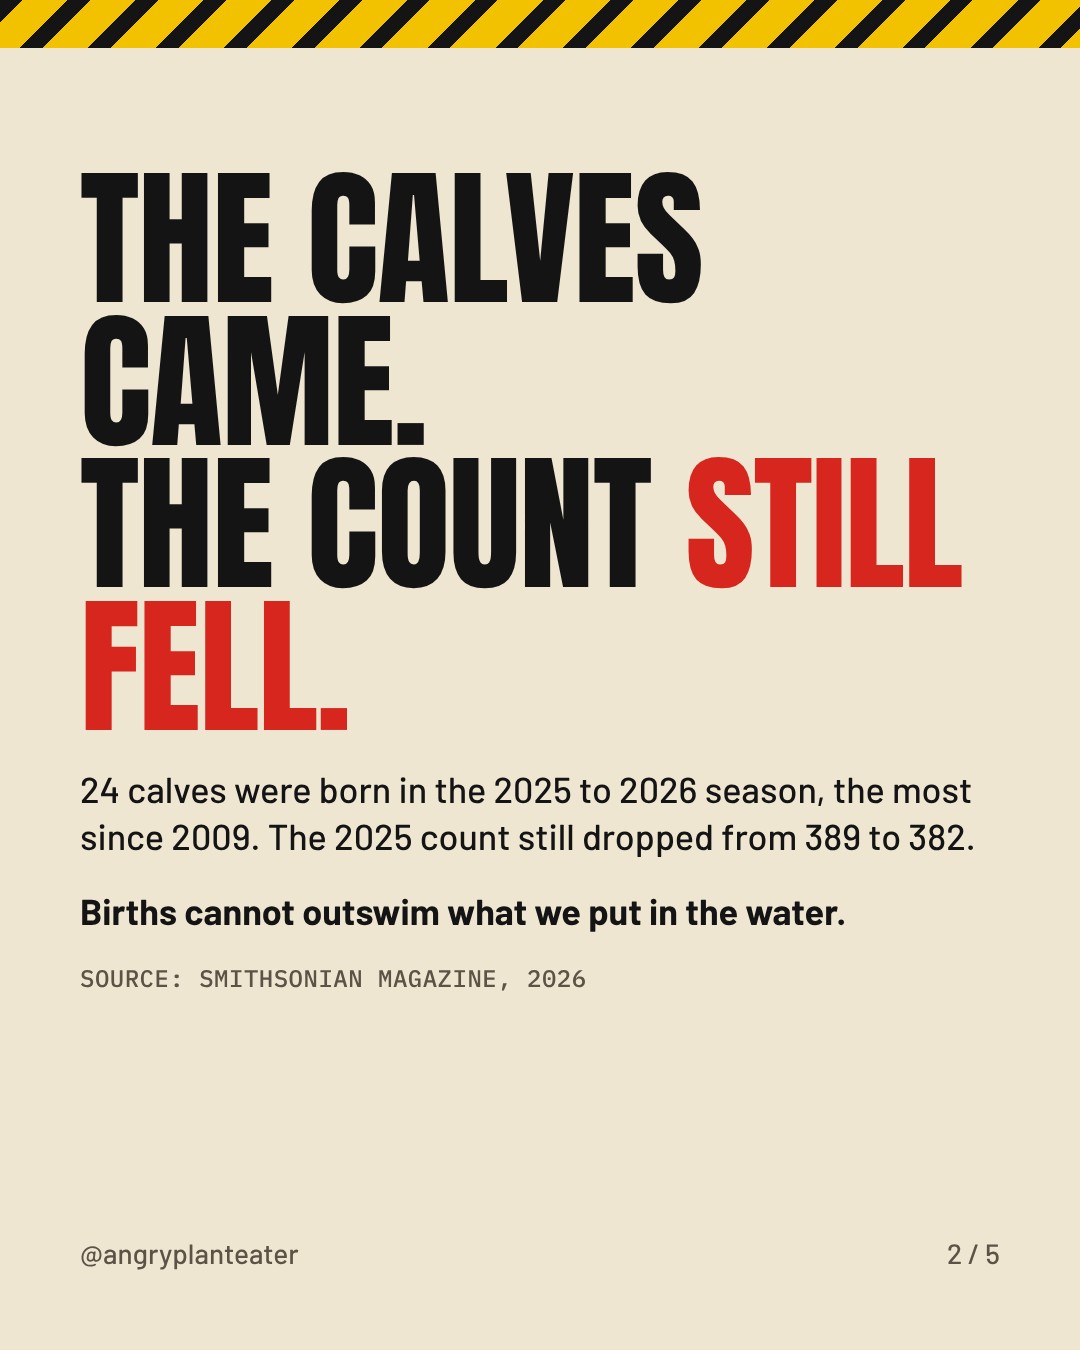 THE CALVES
CAME.
THE COUNT STILL
FELL.
24 calves were born in the 2025 to 2026 season, the most
since 2009. The 2025 count still dropped from 389 to 382.
Births cannot outswim what we put in the water.
SOURCE: SMITHSONIAN MAGAZINE, 2026
@angryplanteater
2 / 5